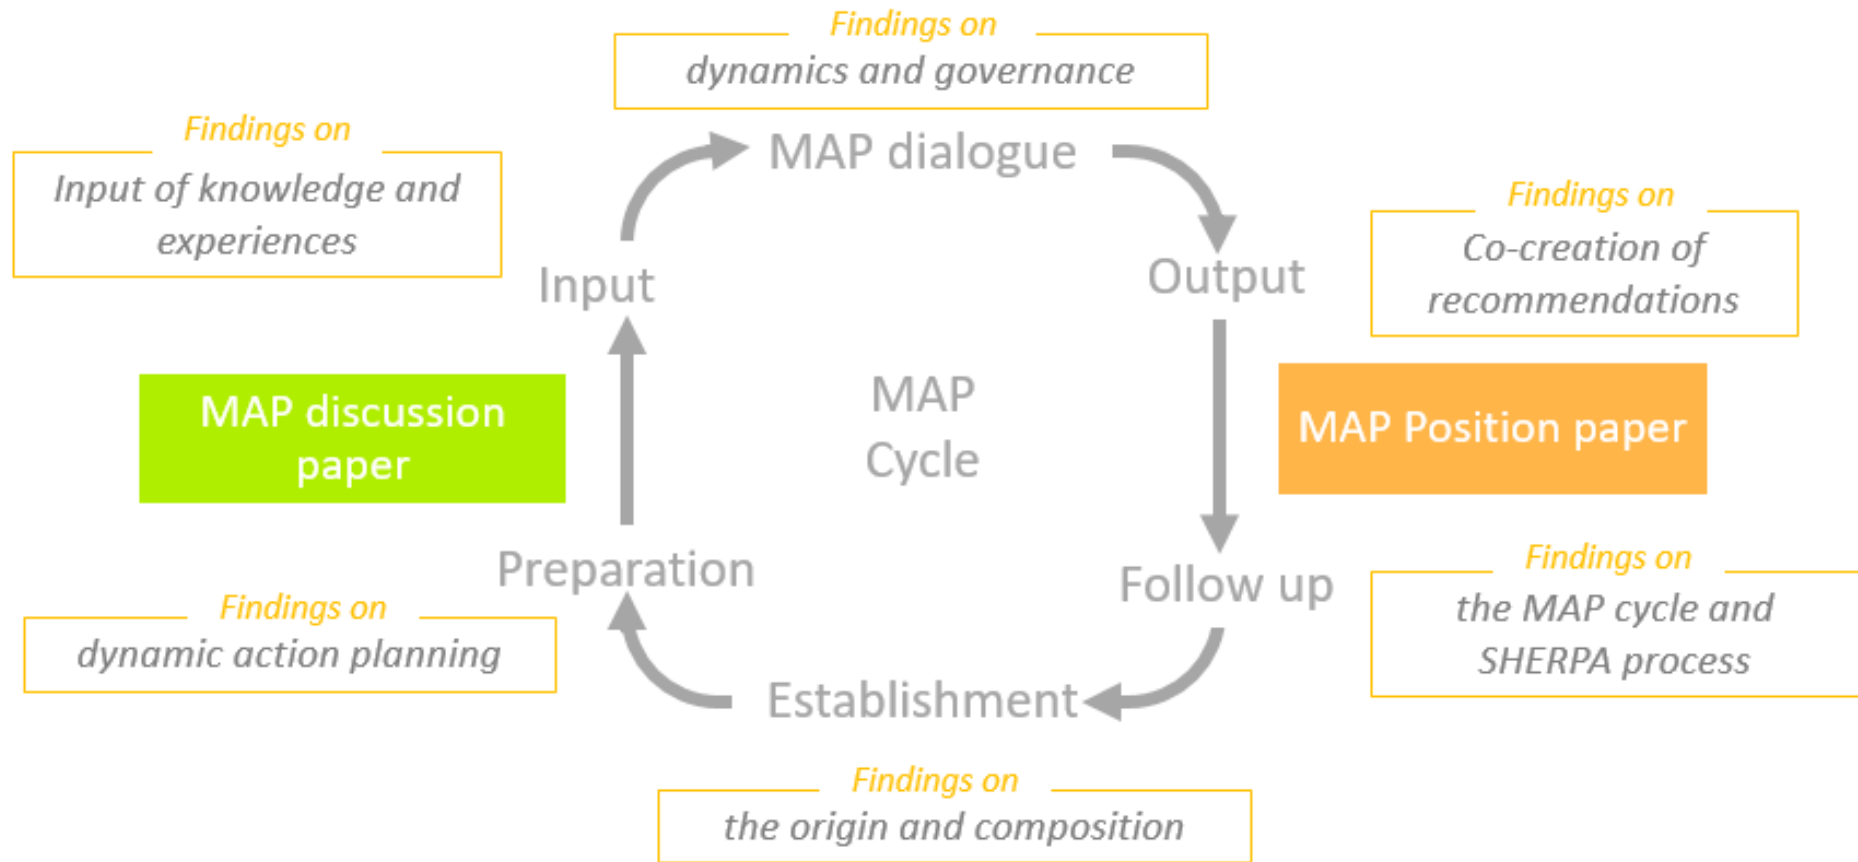 Findings on
dynamics and governance
Findings on
Input of knowledge and
experiences
MAP dialogue
Findings on
Co-creation of
recommendations
Input
Output
MAP
Cycle
MAP discussion
paper
MAP Position paper
Preparation
Follow up
Findings on
dynamic action planning
Findings on
the MAP cycle and
SHERPA process
Establishment
Findings on
the origin and composition